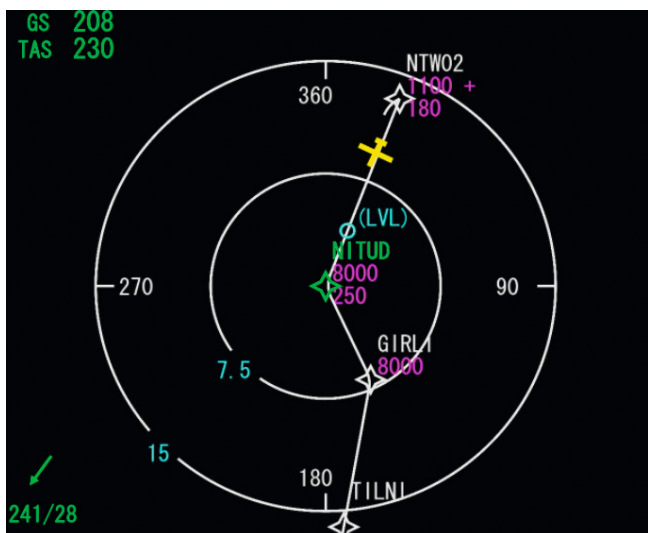 GS 208
TAS 230
NTW02
1100 +
180
360
(LVL)
NITUD
8000
250
270
90
GIRLI
8000
7.5
15
180
TILNI
241/28